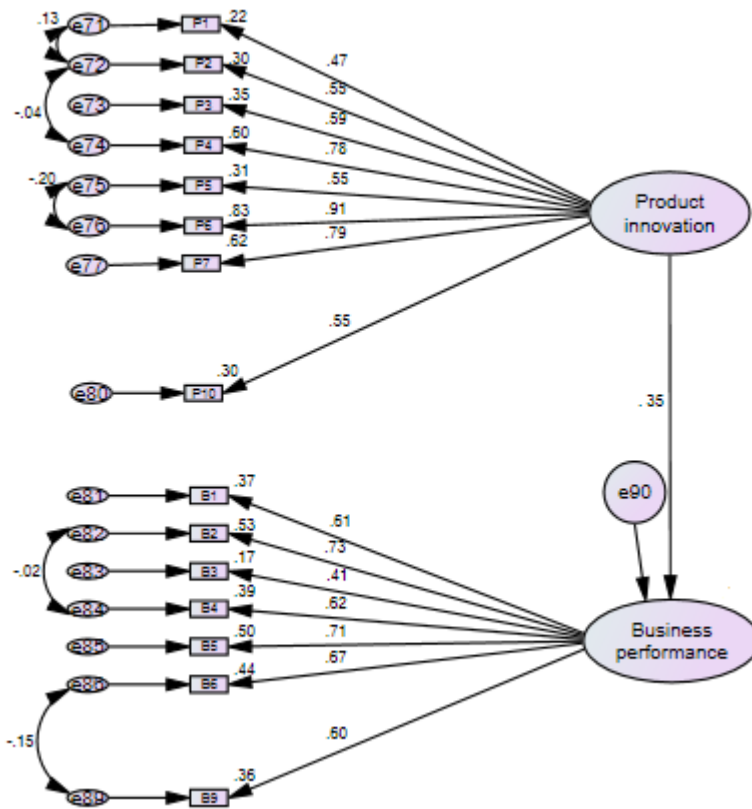 .13
e71
P1
.22
.47
e72
P2
.30
.55
-.04
e73
P3
.35
.59
e74
P4
.60
.78
-.20
e75
P5
.31
.55
e76
P6
.83
.91
e77
P7
.62
.79
Product
innovation
.55
e80
P10
.30
. 35
e81
B1
.37
.61
e90
e82
B2
.53
.73
-.02
e83
B3
.17
.41
e84
B4
.39
.62
e85
B5
.50
.71
Business
performance
e86
B6
.44
.67
-.15
.60
e89
B9
.36